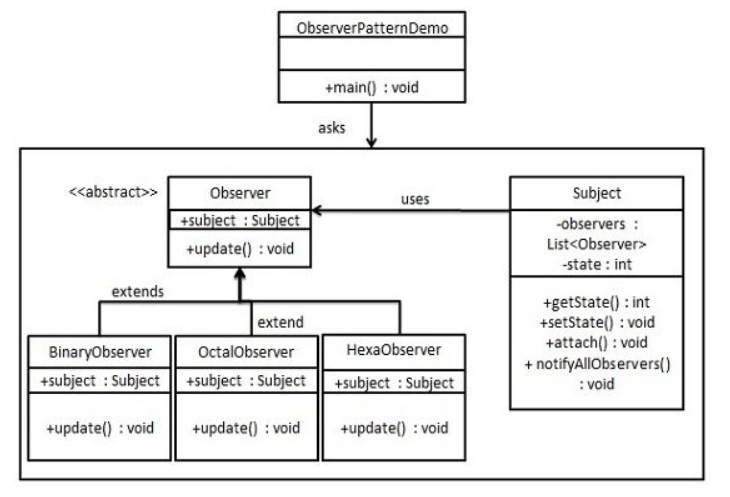 ObserverPatternDemo
+main() : void
asks
<<abstract>>
Observer
+subject : Subject
+update() : void
uses
Subject
-observers :
List<Observer>
-state : int
+getState() : int
+setState() : void
+attach() : void
+ notifyAllObservers()
: void
extends
extend
BinaryObserver
+subject : Subject
+update() : void
OctalObserver
+subject : Subject
+update() : void
HexaObserver
+subject : Subject
+update() : void